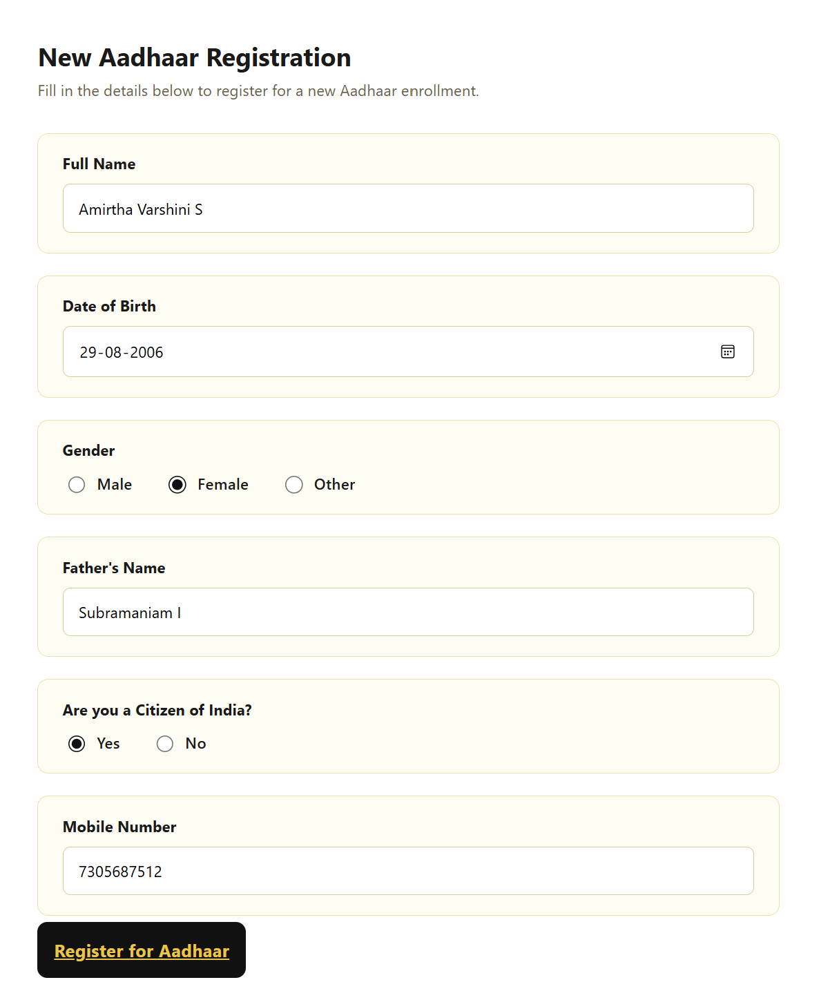 New Aadhaar Registration
Fill in the details below to register for a new Aadhaar enrollment.
Full Name
Amirtha Varshini S
Date of Birth
29-08-2006
Gender
Male Female Other
Father's Name
Subramaniam I
Are you a Citizen of India?
Yes No
Mobile Number
7305687512
Register for Aadhaar